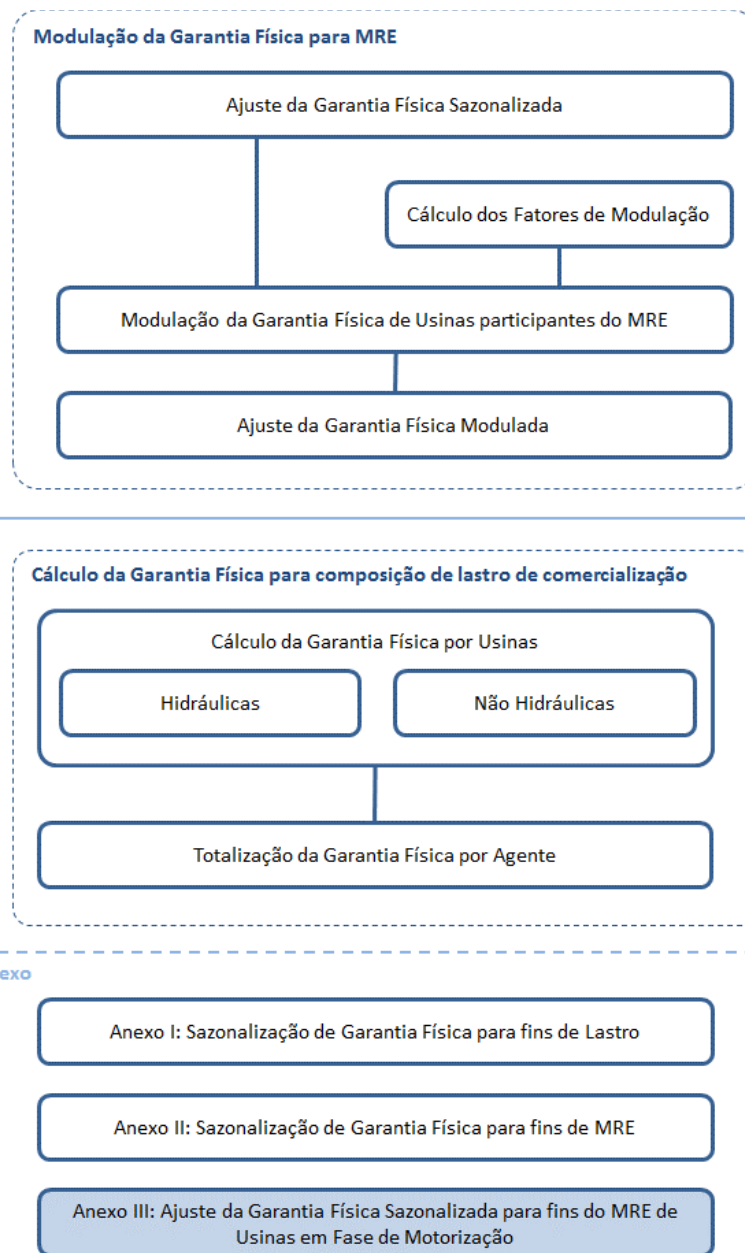 Modulação da Garantia Física para MRE
Ajuste da Garantia Física Sazonalizada
Cálculo dos Fatores de Modulação
Modulação da Garantia Física de Usinas participantes do MRE
Ajuste da Garantia Física Modulada
Cálculo da Garantia Física para composição de lastro de comercialização
Cálculo da Garantia Física por Usinas
Hidráulicas
Não Hidráulicas
Totalização da Garantia Física por Agente
exo
Anexo I: Sazonalização de Garantia Física para fins de Lastro
Anexo II: Sazonalização de Garantia Física para fins de MRE
Anexo III: Ajuste da Garantia Física Sazonalizada para fins do MRE de
Usinas em Fase de Motorização